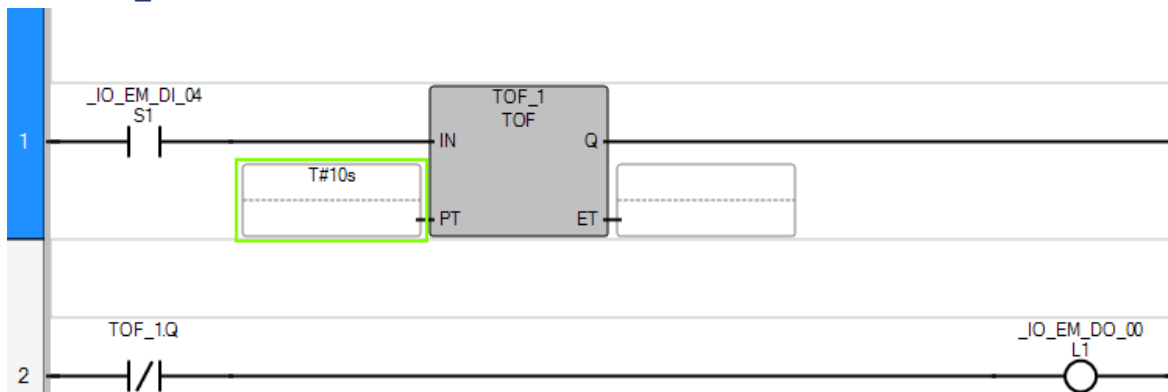 _IO_EM_DI_04
S1
TOF_1
TOF
1
IN
Q
T#10s
PT
ET
TOF_1.Q
_IO_EM_DO_00
L1
2